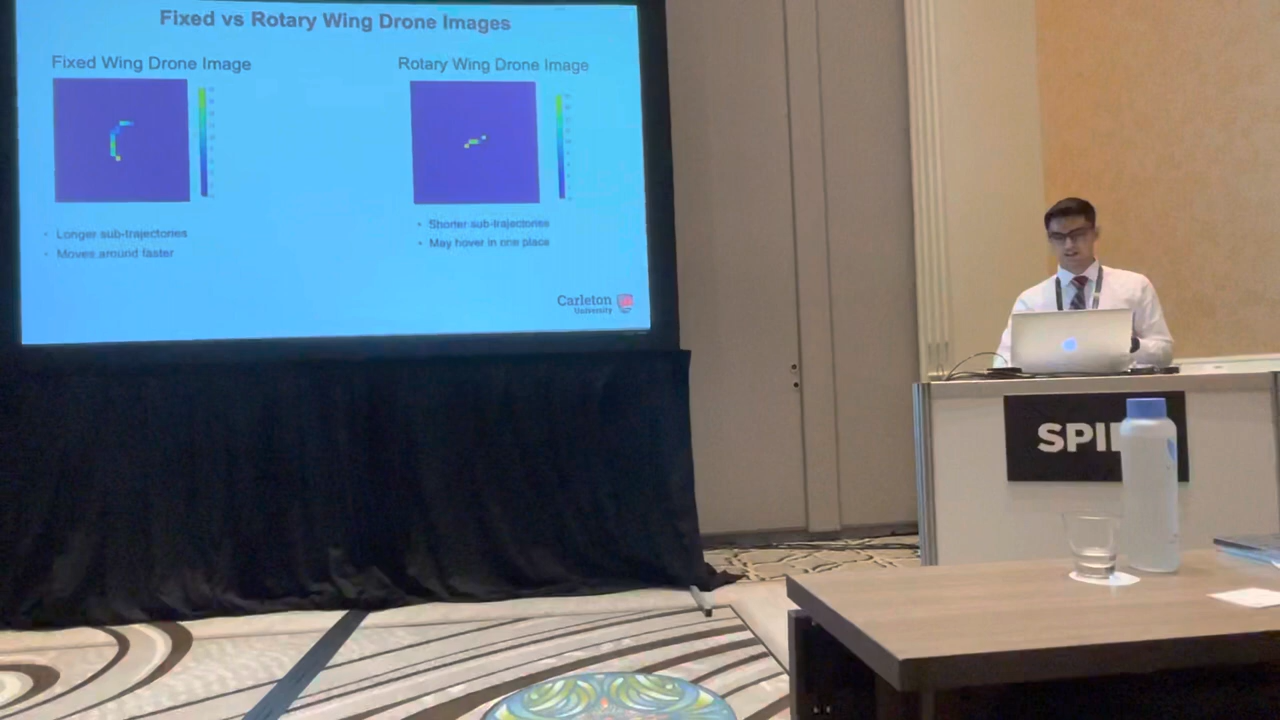 Fixed vs Rotary Wing Drone Images
Fixed Wing Drone Image
Rotary Wing Drone Image
• Longer sub-trajectories
• Moves around faster
• Shorter sub-trajectories
• May hover in one place
Carleton
University
SPI